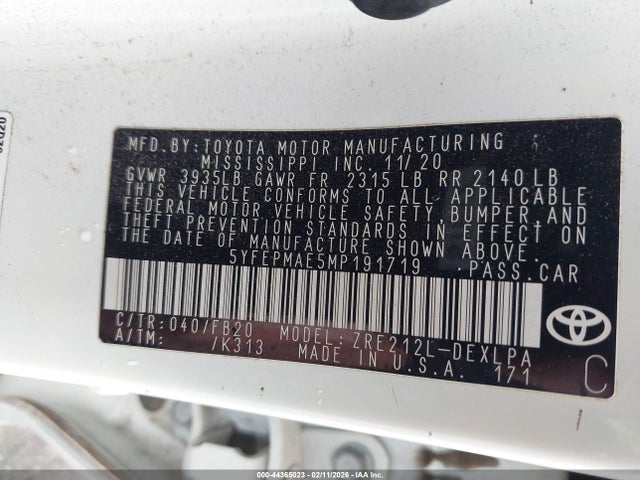 MFD. BY: TOYOTA MOTOR MANUFACTURING
MISSISSIPPI INC. 11/20
GVWR 3935LB GAWR FR 2315 LB RR 2140 LB
THIS VEHICLE CONFORMS TO ALL APPLICABLE
FEDERAL MOTOR VEHICLE SAFETY, BUMPER, AND
THEFT PREVENTION STANDARDS IN EFFECT ON
THE DATE OF MANUFACTURE SHOWN ABOVE.
5YFEPMAE5MP191719 PASS.CAR
C/TR: 040/FB20 MODEL: ZRE212L-DEXLPA
A/TM: /K313 MADE IN U.S.A. 171
C
000-44365023 - 02/11/2026 - IAA Inc.